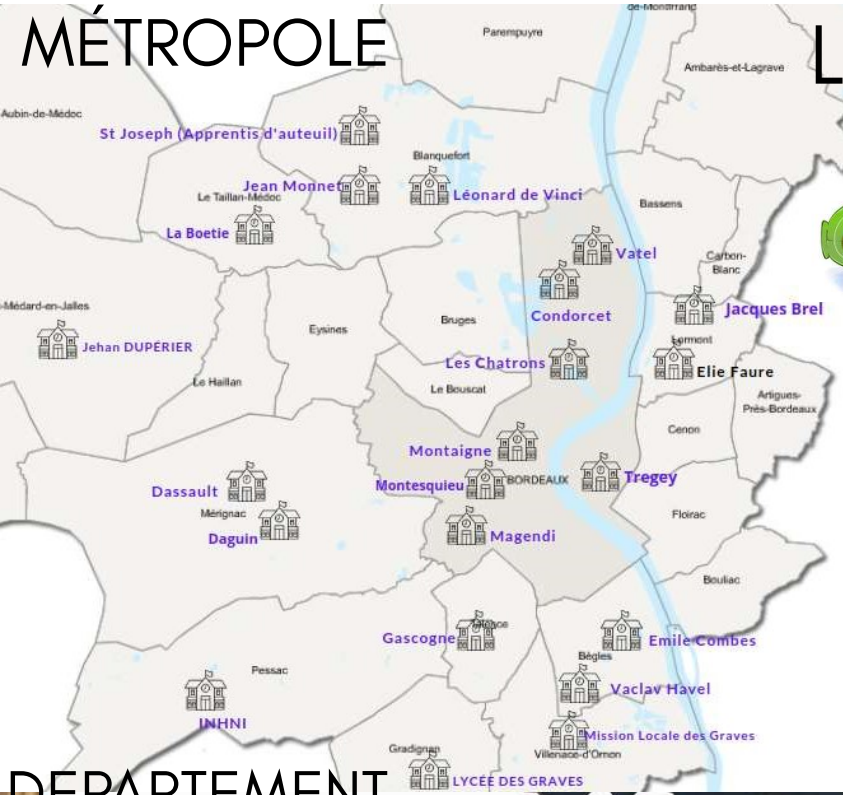 MÉTROPOLE
de-Montferrand
Parempuyre
L
Ambarès-et-Lagrave
Aubin-de-Médoc
St Joseph (Apprentis d'auteuil)
Blanquefort
Jean Monnet
Léonard de Vinci
Le Taillan-Médoc
Bassens
La Boetie
Vatel
Carbon-
Blanc
-Médard-en-Jalles
Jacques Brel
Condorcet
Bruges
Eysines
Jehan DUPÉRIER
Lormont
Les Chatrons
Elie Faure
Le Haillan
Le Bouscat
Artigues-
Près-Bordeaux
Cenon
Montaigne
Tregey
BORDEAUX
Montesquieu
Dassault
Mérignac
Floirac
Daguin
Magendi
Bouliac
Talence
Gascogne
Emile Combes
Bègles
Pessac
Vaclav Havel
INHNI
Mission Locale des Graves
Gradignan
Villenave-d'Ornon
LYCÉE DES GRAVES
DEPARTEMENT